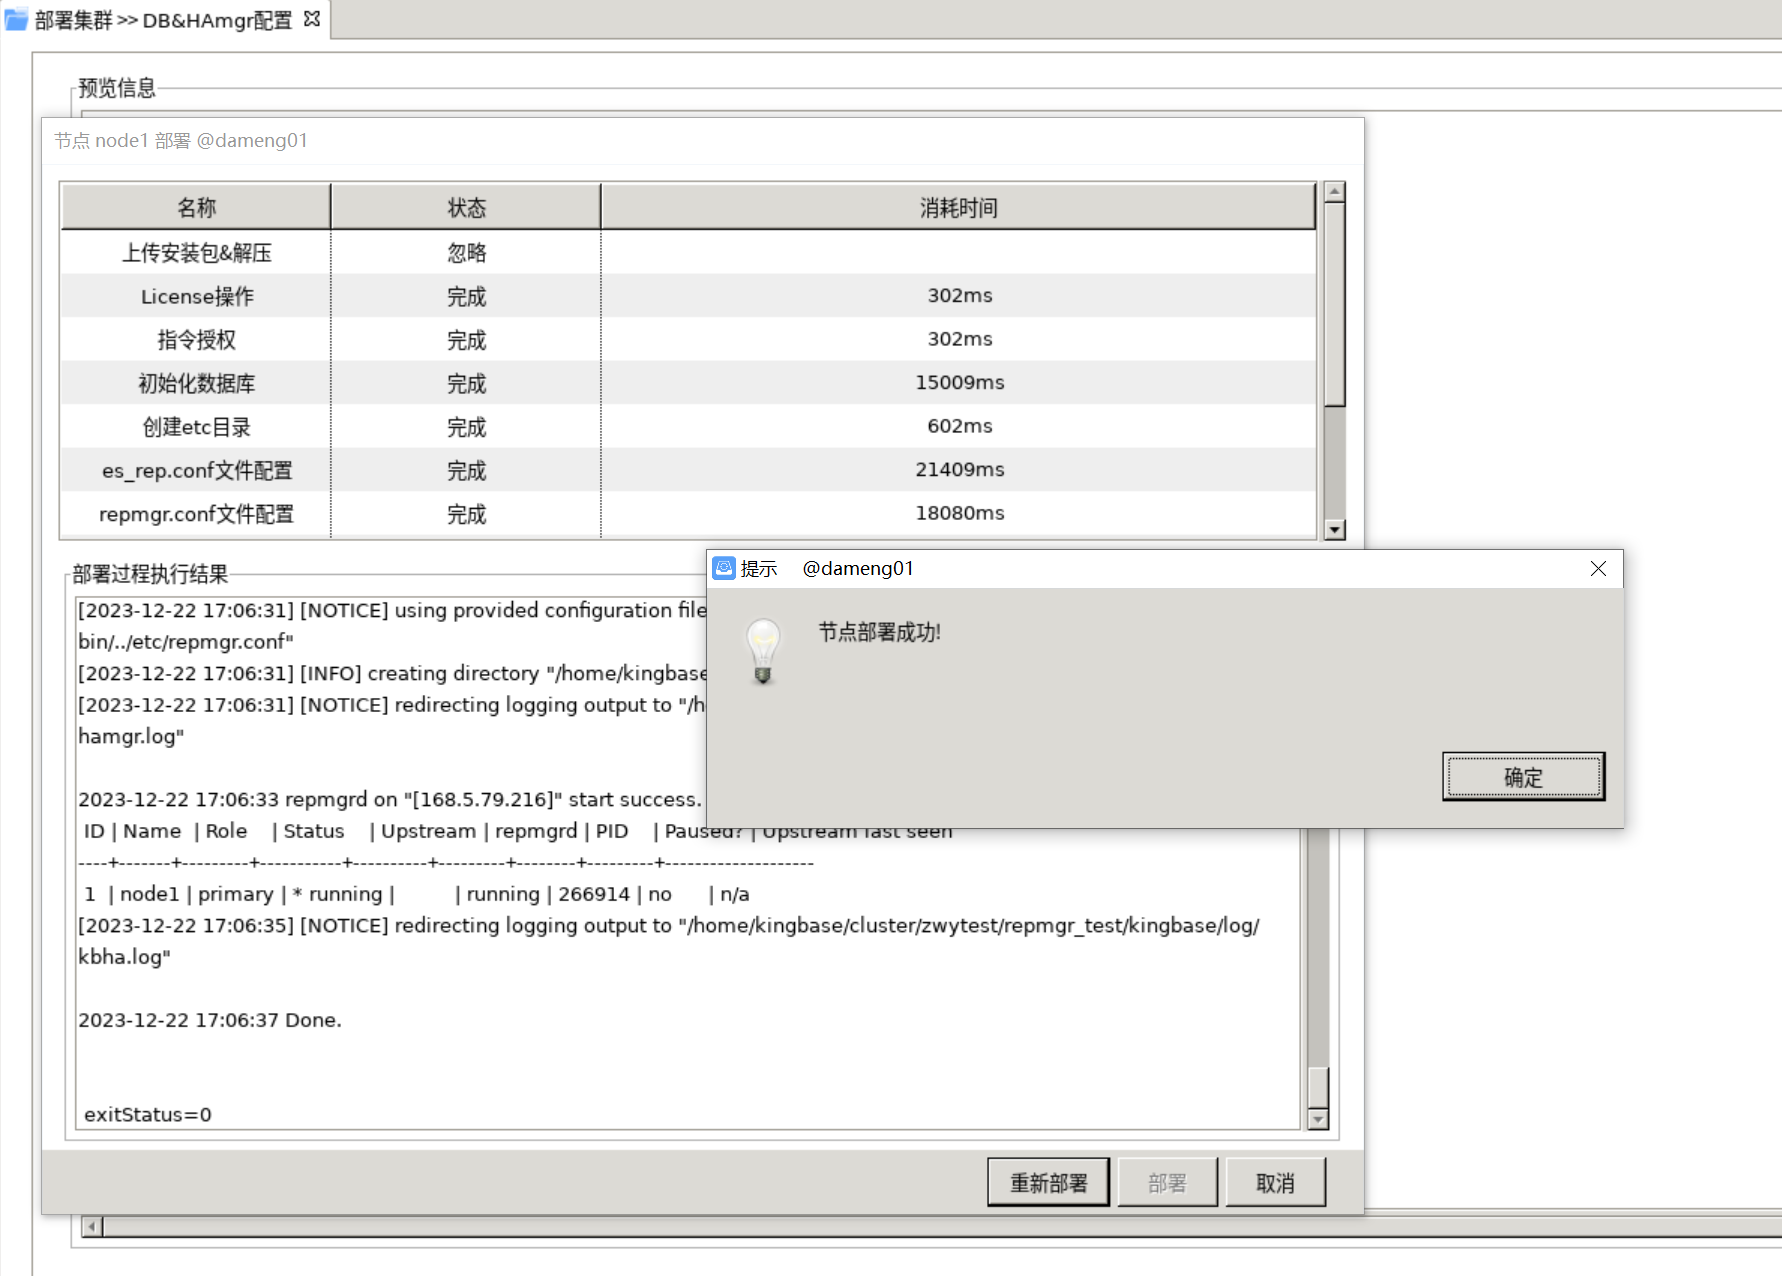 部署集群 >> DB&HAmgr配置
预览信息
节点 node1 部署 @dameng01
名称 状态 消耗时间
上传安装包&解压 忽略
License操作 完成 302ms
指令授权 完成 302ms
初始化数据库 完成 15009ms
创建etc目录 完成 602ms
es_rep.conf文件配置 完成 21409ms
repmgr.conf文件配置 完成 18080ms
部署过程执行结果
[2023-12-22 17:06:31] [NOTICE] using provided configuration file
bin/../etc/repmgr.conf"
[2023-12-22 17:06:31] [INFO] creating directory "/home/kingbase
[2023-12-22 17:06:31] [NOTICE] redirecting logging output to "/h
hamgr.log"
2023-12-22 17:06:33 repmgrd on "[168.5.79.216]" start success.
ID | Name | Role | Status | Upstream | repmgrd | PID | Paused? | Upstream last seen
----+-------+---------+-----------+----------+---------+--------+---------+--------------------
1 | node1 | primary | * running | | running | 266914 | no | n/a
[2023-12-22 17:06:35] [NOTICE] redirecting logging output to "/home/kingbase/cluster/zwytest/repmgr_test/kingbase/log/
kbha.log"
2023-12-22 17:06:37 Done.
exitStatus=0
提示 @dameng01
节点部署成功!
确定
重新部署 部署 取消